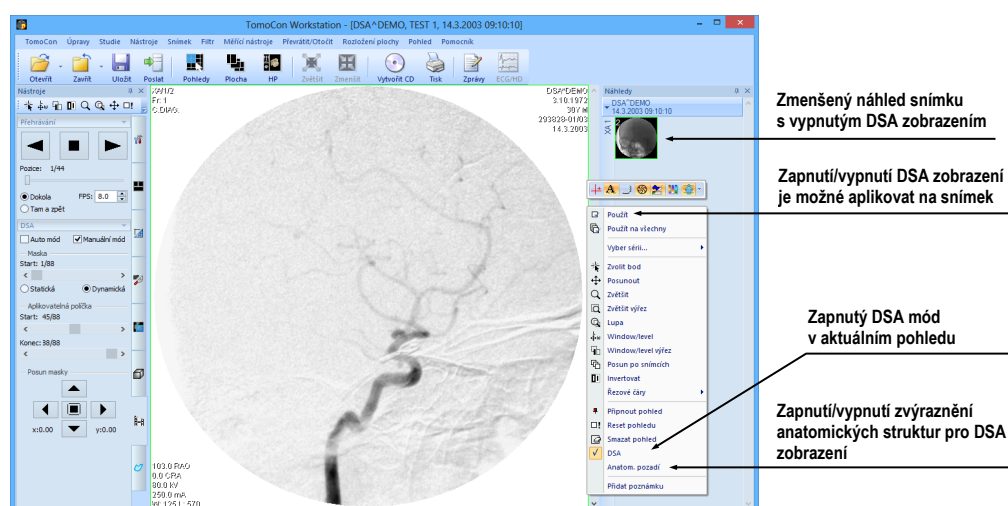 TomoCon Workstation - [DSA^DEMO, TEST 1, 14.3.2003 09:10:10]
TomoCon Úpravy Studie Nástroje Snímek Filtr Měřící nástroje Převrátit/Otočit Rozložení plochy Pohled Pomocník
Otevřít Zavřít Uložit Poslat Pohledy Plocha HP Zvětšit Zmenšit Vytvořit CD Tisk Zprávy ECG/HD
Nástroje
Přehrávání
Pozice: 1/44
Dokola FPS: 8.0
Tam a zpět
DSA
Auto mód Manuální mód
Maska
Start: 1/88
Statická Dynamická
Aplikovatelná políčka
Start: 45/88
Konec: 38/88
Posun masky
x:0.00 y:0.00
XA1/2
Fr: 1
C.DIAG.
DSA^DEMO
3.10.1972
30Y M
293828-01/03
14.3.2003
103.0 RAO
0.0 CRA
80.0 kV
250.0 mA
W: 125 L: 570
Náhledy
DSA^DEMO
14.3.2003 09:10:10
XA 1
2
A
Použít
Použít na všechny
Vyber sérii...
Zvolit bod
Posunout
Zvětšit
Zvětšit výřez
Lupa
Window/level
Window/level výřez
Posun po snímcích
Invertovat
Řezové čáry
Připnout pohled
Reset pohledu
Smazat pohled
DSA
Anatom. pozadí
Přidat poznámku
Zmenšený náhled snímku
s vypnutým DSA zobrazením
Zapnutí/vypnutí DSA zobrazení
je možné aplikovat na snímek
Zapnutý DSA mód
v aktuálním pohledu
Zapnutí/vypnutí zvýraznění
anatomických struktur pro DSA
zobrazení